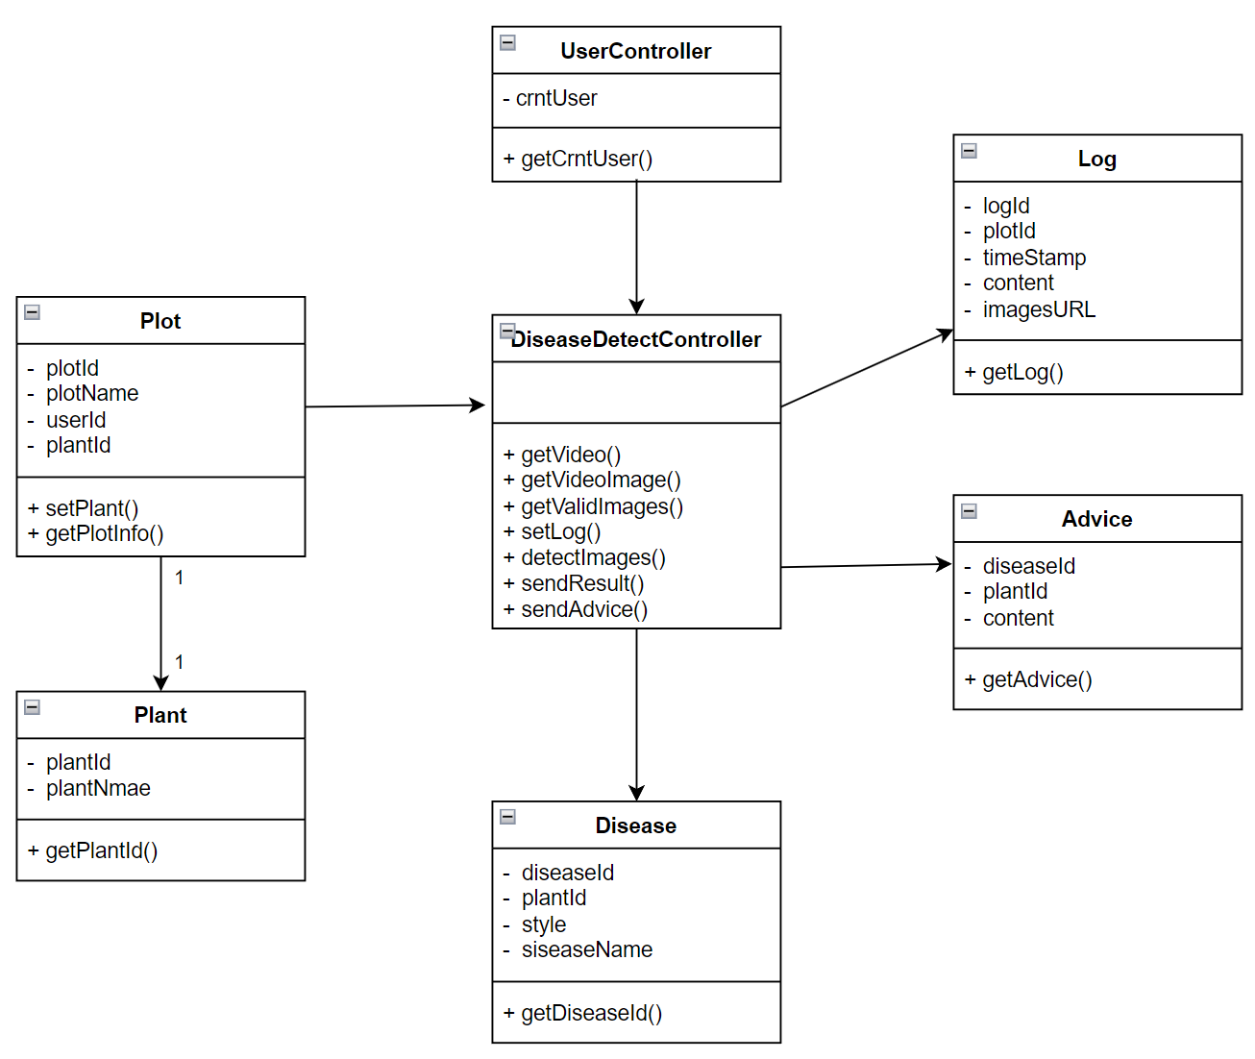 UserController
- crntUser
+ getCrntUser()
Log
- logId
- plotId
- timeStamp
- content
- imagesURL
+ getLog()
Plot
- plotId
- plotName
- userId
- plantId
+ setPlant()
+ getPlotInfo()
DiseaseDetectController
+ getVideo()
+ getVideoImage()
+ getValidImages()
+ setLog()
+ detectImages()
+ sendResult()
+ sendAdvice()
Advice
- diseaseId
- plantId
- content
+ getAdvice()
1
1
Plant
- plantId
- plantNmae
+ getPlantId()
Disease
- diseaseId
- plantId
- style
- siseaseName
+ getDiseaseId()